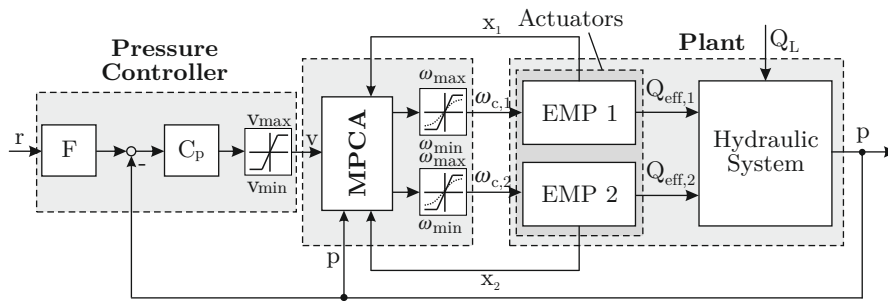 Pressure
Controller
r
F
-
C_p
v_max
v_min
v
MPCA
p
x_1
x_2
ω_max
ω_min
ω_max
ω_min
ω_c,1
ω_c,2
Actuators
EMP 1
EMP 2
Plant
Q_eff,1
Q_eff,2
Q_L
Hydraulic
System
p